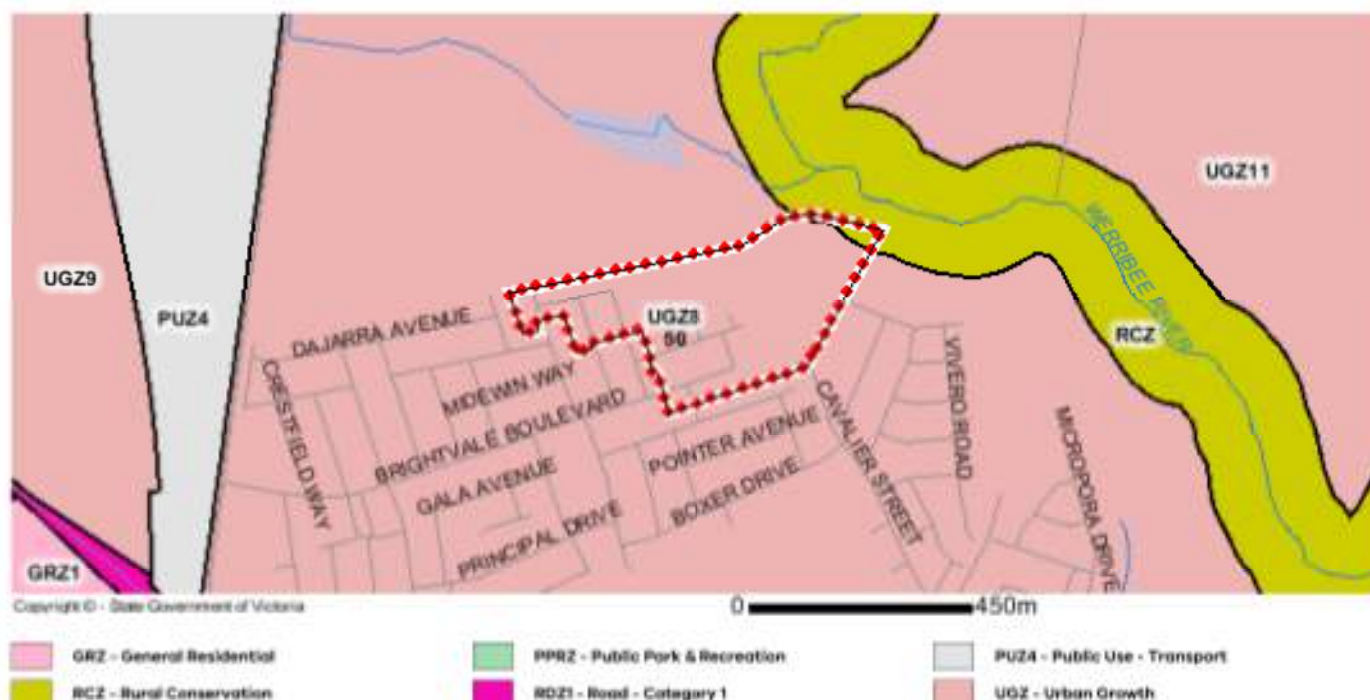 UGZ11
WERRIBEE RIVER
UGZ9
PUZ4
UGZ8
50
RCZ
DAJARRA AVENUE
MIDEWIN WAY
CRESTFIELD WAY
BRIGHTVALE BOULEVARD
GALA AVENUE
PRINCIPAL DRIVE
POINTER AVENUE
BOXER DRIVE
CAVALIER STREET
VIVERO ROAD
MICROPORA DRIVE
GRZ1
Copyright © - State Government of Victoria
0 450m
GRZ - General Residential
PPRZ - Public Park & Recreation
PUZ4 - Public Use - Transport
RCZ - Rural Conservation
RDZ1 - Road - Category 1
UGZ - Urban Growth